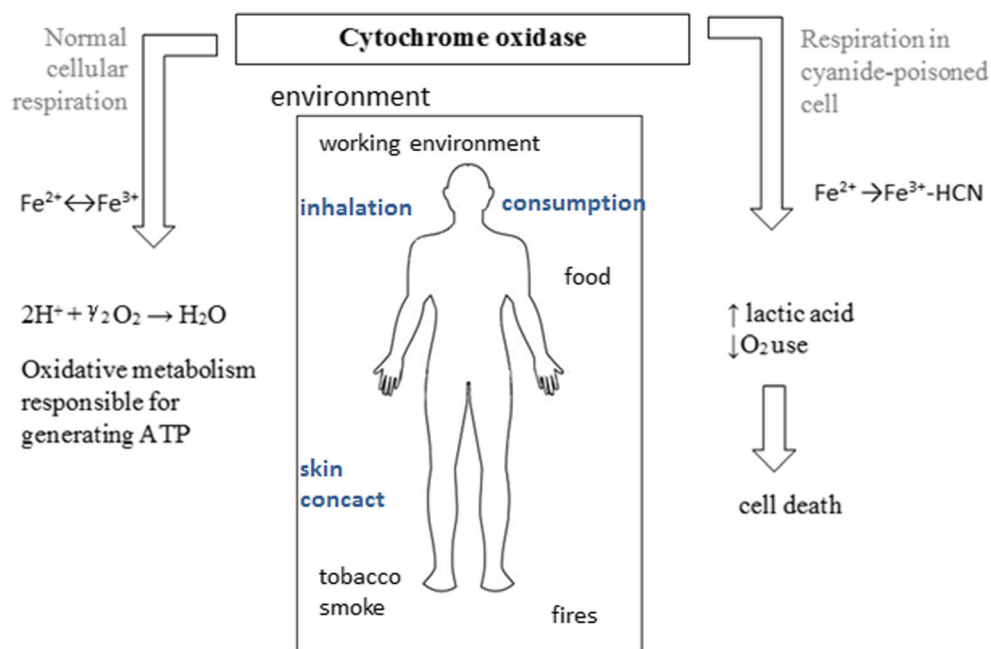 Cytochrome oxidase
Normal
cellular
respiration
Fe²⁺↔Fe³⁺
2H⁺ + ½O₂ → H₂O
Oxidative metabolism
responsible for
generating ATP
environment
working environment
inhalation
consumption
food
skin
concact
tobacco
smoke
fires
Respiration in
cyanide-poisoned
cell
Fe²⁺→Fe³⁺-HCN
↑ lactic acid
↓O₂ use
cell death